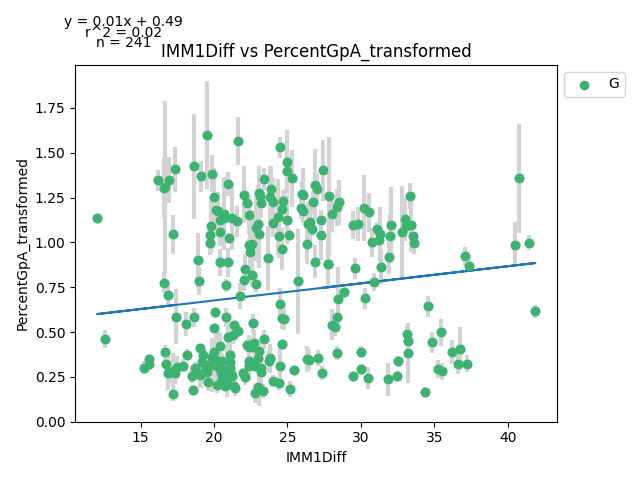 y = 0.01x + 0.49
r^2 = 0.02
n = 241
IMM1Diff vs PercentGpA_transformed
G
PercentGpA_transformed
1.75
1.50
1.25
1.00
0.75
0.50
0.25
0.00
15 20 25 30 35 40
IMM1Diff